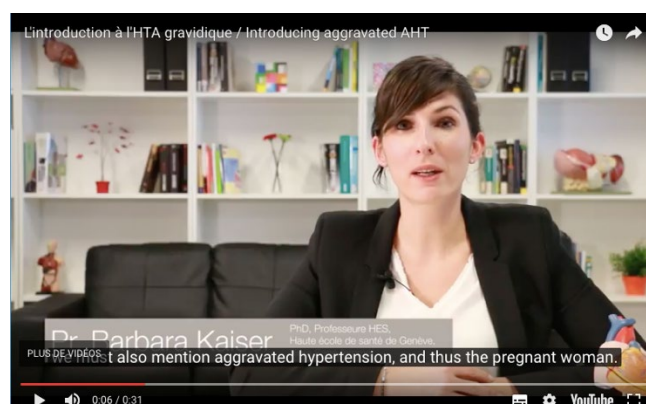 L'introduction à l'HTA gravidique / Introducing aggravated AHT
Dr. Barbara Kaiser
PhD, Professeure HES,
Haute école de santé de Genève.
PLUS DE VIDÉOS
t also mention aggravated hypertension, and thus the pregnant woman.
0:06 / 0:31
YouTube